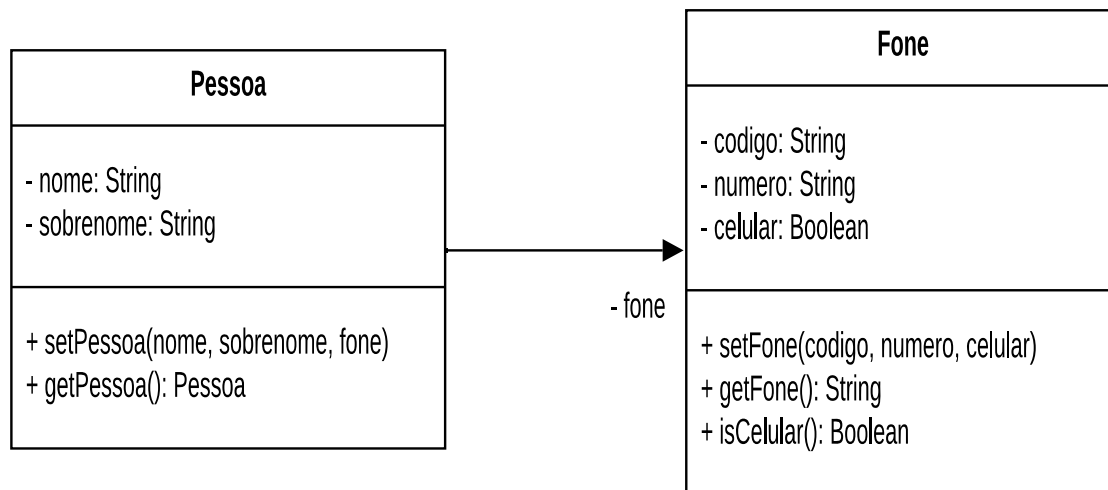 Pessoa
- nome: String
- sobrenome: String
+ setPessoa(nome, sobrenome, fone)
+ getPessoa(): Pessoa
- fone
Fone
- codigo: String
- numero: String
- celular: Boolean
+ setFone(codigo, numero, celular)
+ getFone(): String
+ isCelular(): Boolean